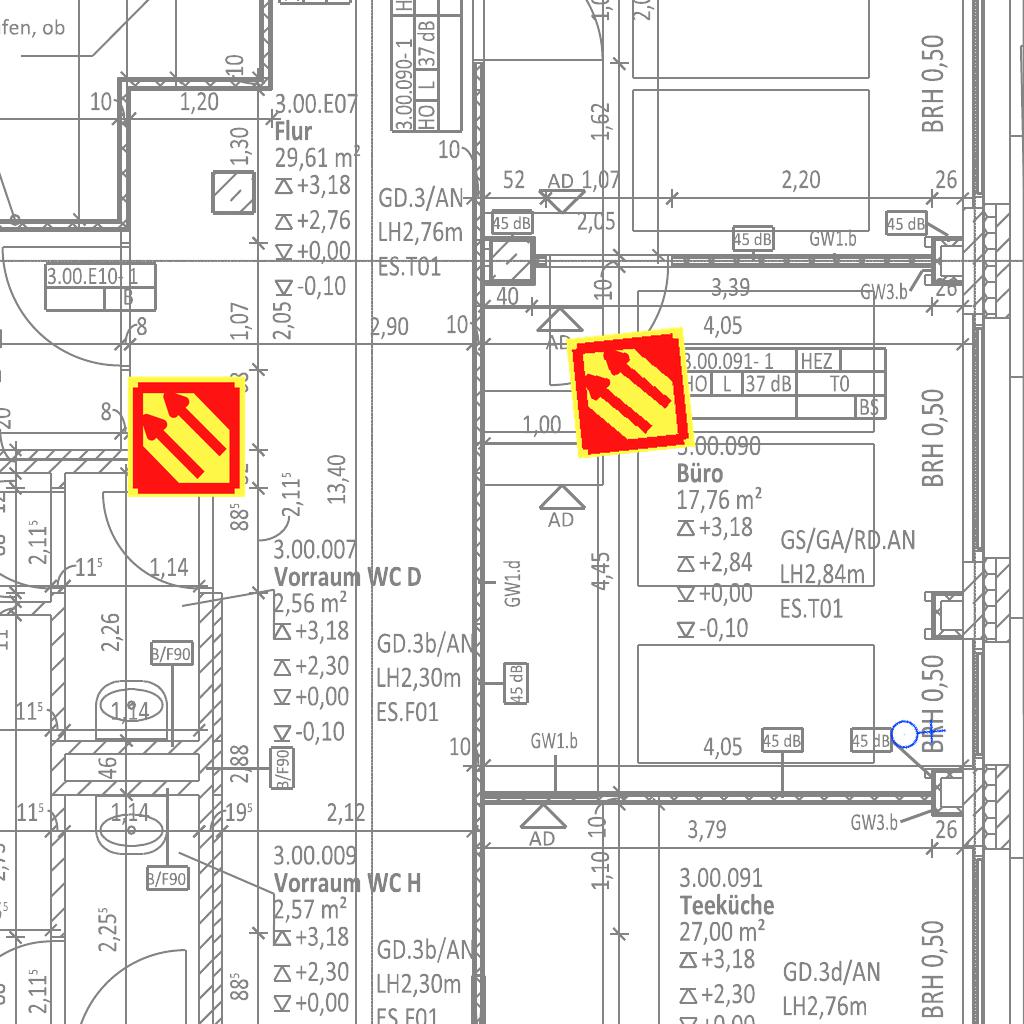 fen, ob
10
10
1,20
3.00.E07
Flur
29,61 m²
+3,18
+2,76
+0,00
-0,10
1,30
GD.3/AN
LH2,76m
ES.T01
3.00.090- 1
HO L 37 dB
10
1,62
BRH 0,50
52
AD 1,07
2,20
26
45 dB
2,05
45 dB
GW1.b
45 dB
3.00.E10- 1
B
8
1,07
2,05
2,90
10
40
10
3,39
GW3.b
26
4,05
AD
3.00.091- 1 HEZ
HO L 37 dB T0
BS
8
1,00
BRH 0,50
3.00.090
Büro
17,76 m²
+3,18
+2,84
+0,00
-0,10
GS/GA/RD.AN
LH2,84m
ES.T01
13,40
2,11⁵
88⁵
AD
2,11⁵
11⁵
1,14
3.00.007
Vorraum WC D
2,56 m²
+3,18
+2,30
+0,00
-0,10
GD.3b/AN
LH2,30m
ES.F01
GW1.d
4,45
2,26
B/F90
45 dB
BRH 0,50
11⁵
1,14
46
2,88
B/F90
10
GW1.b
4,05
45 dB
45 dB
11⁵
1,14
19⁵
2,12
AD
10
3,79
GW3.b
26
B/F90
3.00.009
Vorraum WC H
2,57 m²
+3,18
+2,30
+0,00
GD.3b/AN
LH2,30m
ES.F01
1,10
3.00.091
Teeküche
27,00 m²
+3,18
+2,30
+0,00
GD.3d/AN
LH2,76m
2,25⁵
2,11⁵
88⁵
BRH 0,50